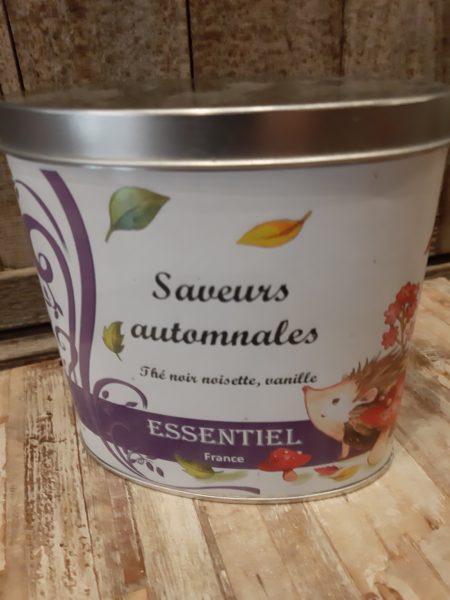 Saveurs
automnales
Thé noir noisette, vanille
ESSENTIEL
France